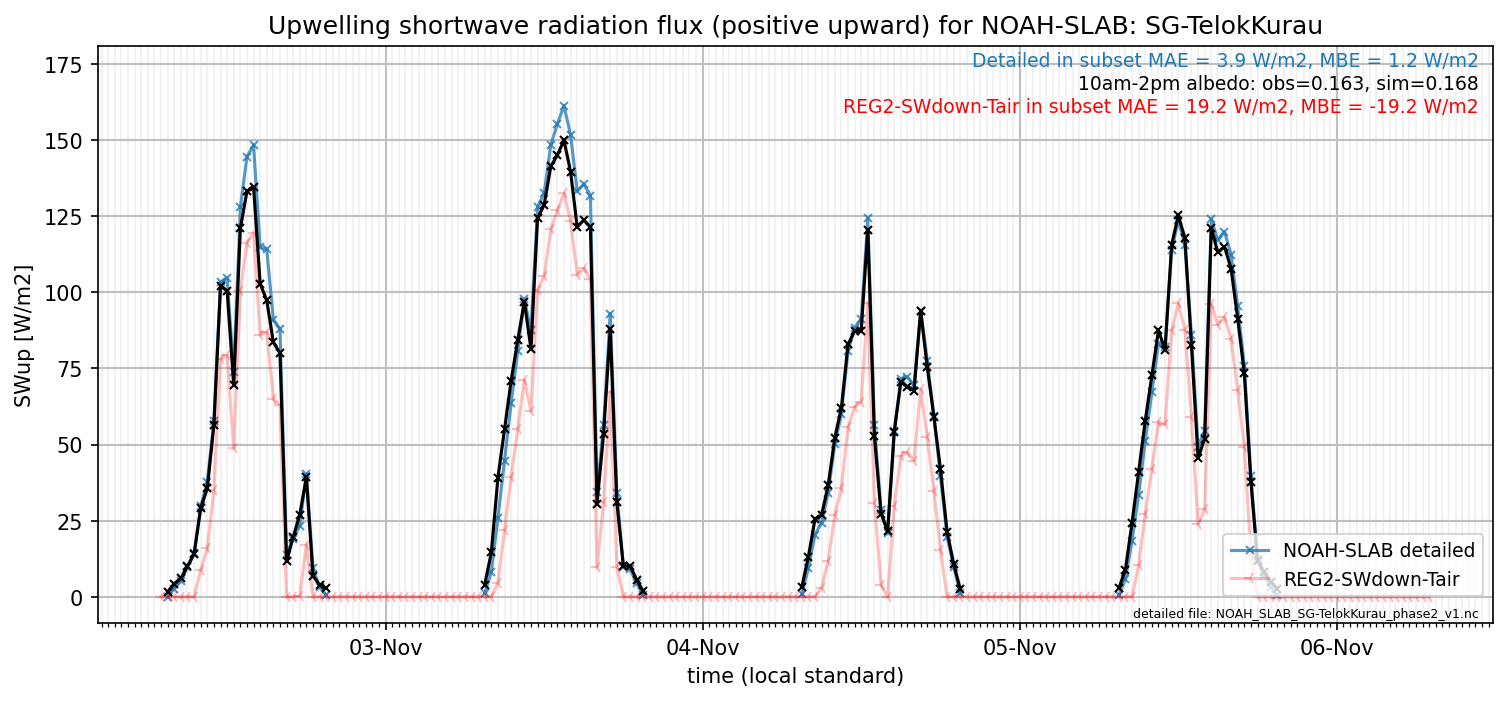 Upwelling shortwave radiation flux (positive upward) for NOAH-SLAB: SG-TelokKurau
Detailed in subset MAE = 3.9 W/m2, MBE = 1.2 W/m2
10am-2pm albedo: obs=0.163, sim=0.168
REG2-SWdown-Tair in subset MAE = 19.2 W/m2, MBE = -19.2 W/m2
SWup [W/m2]
175
150
125
100
75
50
25
0
NOAH-SLAB detailed
REG2-SWdown-Tair
detailed file: NOAH_SLAB_SG-TelokKurau_phase2_v1.nc
03-Nov
04-Nov
05-Nov
06-Nov
time (local standard)